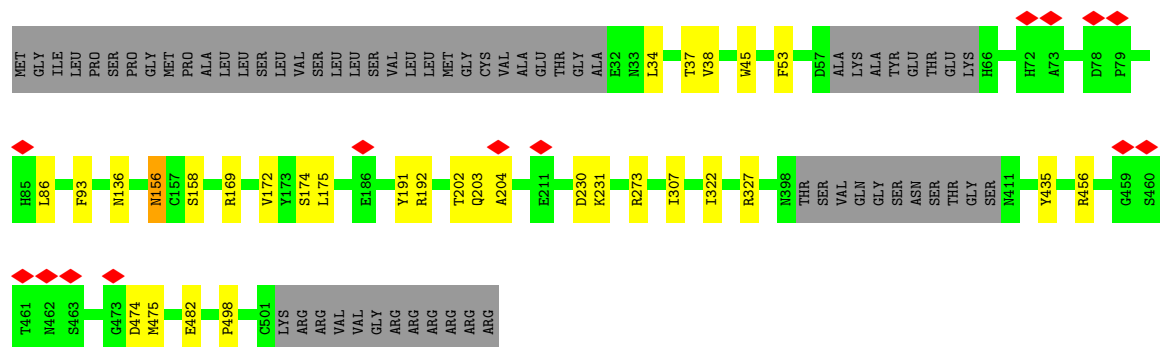 MET GLY ILE LEU PRO SER PRO GLY MET PRO ALA LEU LEU SER LEU VAL SER LEU LEU SER VAL LEU LEU MET GLY CYS VAL ALA GLU THR GLY ALA E32 N33 L34 T37 V38 W45 F53 D57 ALA LYS ALA TYR GLU THR GLU LYS H66 H72 A73 D78 P79
H85 L86 F93 N136 N156 C157 S158 R169 V172 Y173 S174 L175 E186 Y191 R192 T202 Q203 A204 E211 D230 K231 R273 I307 I322 R327 N398 THR SER VAL GLN GLY GLY SER ASN SER THR GLY SER N411 Y435 R456 G459 S460
T461 N462 S463 G473 D474 M475 E482 P498 C501 LYS ARG ARG VAL VAL GLY ARG ARG ARG ARG ARG ARG